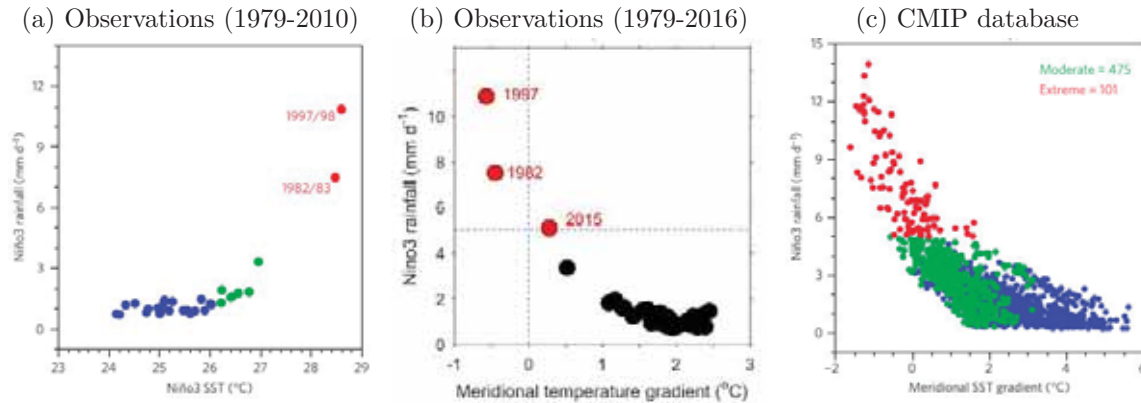 (a) Observations (1979-2010)
12
9
6
3
0
Niño3 rainfall (mm d⁻¹)
1997/98
1982/83
23 24 25 26 27 28 29
Niño3 SST (°C)
(b) Observations (1979-2016)
10
8
6
4
2
0
Nino3 rainfall (mm d⁻¹)
1997
1982
2015
-1 0 1 2 3
Meridional temperature gradient (°C)
(c) CMIP database
15
12
9
6
3
0
Niño3 rainfall (mm d⁻¹)
Moderate = 475
Extreme = 101
−2 0 2 4 6
Meridional SST gradient (°C)